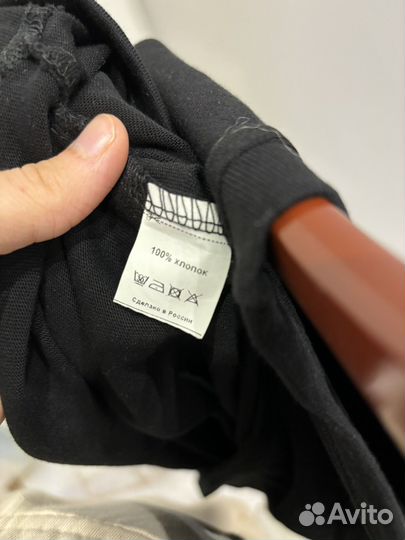 100% хлопок
Сделано в России
Avito